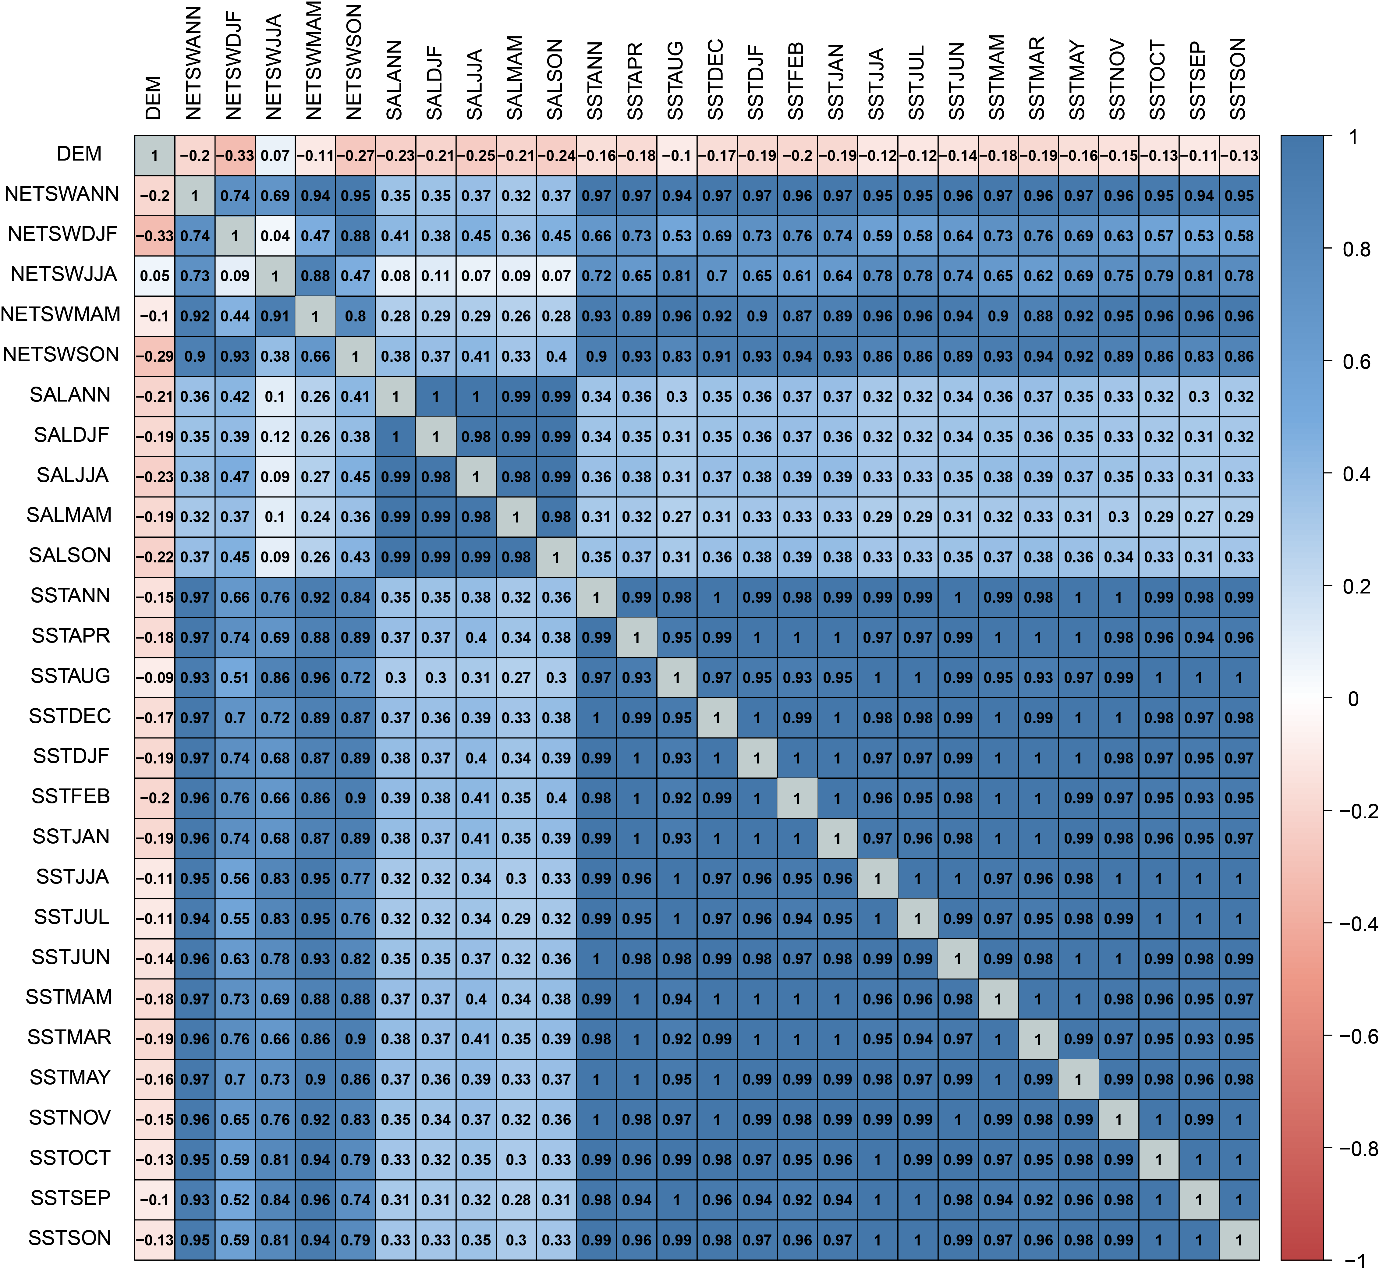 DEM NETSWANN NETSWDJF NETSWJJA NETSWMAM NETSWSON SALANN SALDJF SALJJA SALMAM SALSON SSTANN SSTAPR SSTAUG SSTDEC SSTDJF SSTFEB SSTJAN SSTJJA SSTJUL SSTJUN SSTMAM SSTMAR SSTMAY SSTNOV SSTOCT SSTSEP SSTSON
DEM 1 −0.2 −0.33 0.07 −0.11 −0.27 −0.23 −0.21 −0.25 −0.21 −0.24 −0.16 −0.18 −0.1 −0.17 −0.19 −0.2 −0.19 −0.12 −0.12 −0.14 −0.18 −0.19 −0.16 −0.15 −0.13 −0.11 −0.13
NETSWANN −0.2 1 0.74 0.69 0.94 0.95 0.35 0.35 0.37 0.32 0.37 0.97 0.97 0.94 0.97 0.97 0.96 0.97 0.95 0.95 0.96 0.97 0.96 0.97 0.96 0.95 0.94 0.95
NETSWDJF −0.33 0.74 1 0.04 0.47 0.88 0.41 0.38 0.45 0.36 0.45 0.66 0.73 0.53 0.69 0.73 0.76 0.74 0.59 0.58 0.64 0.73 0.76 0.69 0.63 0.57 0.53 0.58
NETSWJJA 0.05 0.73 0.09 1 0.88 0.47 0.08 0.11 0.07 0.09 0.07 0.72 0.65 0.81 0.7 0.65 0.61 0.64 0.78 0.78 0.74 0.65 0.62 0.69 0.75 0.79 0.81 0.78
NETSWMAM −0.1 0.92 0.44 0.91 1 0.8 0.28 0.29 0.29 0.26 0.28 0.93 0.89 0.96 0.92 0.9 0.87 0.89 0.96 0.96 0.94 0.9 0.88 0.92 0.95 0.96 0.96 0.96
NETSWSON −0.29 0.9 0.93 0.38 0.66 1 0.38 0.37 0.41 0.33 0.4 0.9 0.93 0.83 0.91 0.93 0.94 0.93 0.86 0.86 0.89 0.93 0.94 0.92 0.89 0.86 0.83 0.86
SALANN −0.21 0.36 0.42 0.1 0.26 0.41 1 1 1 0.99 0.99 0.34 0.36 0.3 0.35 0.36 0.37 0.37 0.32 0.32 0.34 0.36 0.37 0.35 0.33 0.32 0.3 0.32
SALDJF −0.19 0.35 0.39 0.12 0.26 0.38 1 1 0.98 0.99 0.99 0.34 0.35 0.31 0.35 0.36 0.37 0.36 0.32 0.32 0.34 0.35 0.36 0.35 0.33 0.32 0.31 0.32
SALJJA −0.23 0.38 0.47 0.09 0.27 0.45 0.99 0.98 1 0.98 0.99 0.36 0.38 0.31 0.37 0.38 0.39 0.39 0.33 0.33 0.35 0.38 0.39 0.37 0.35 0.33 0.31 0.33
SALMAM −0.19 0.32 0.37 0.1 0.24 0.36 0.99 0.99 0.98 1 0.98 0.31 0.32 0.27 0.31 0.33 0.33 0.33 0.29 0.29 0.31 0.32 0.33 0.31 0.3 0.29 0.27 0.29
SALSON −0.22 0.37 0.45 0.09 0.26 0.43 0.99 0.99 0.99 0.98 1 0.35 0.37 0.31 0.36 0.38 0.39 0.38 0.33 0.33 0.35 0.37 0.38 0.36 0.34 0.33 0.31 0.33
SSTANN −0.15 0.97 0.66 0.76 0.92 0.84 0.35 0.35 0.38 0.32 0.36 1 0.99 0.98 1 0.99 0.98 0.99 0.99 0.99 1 0.99 0.98 1 1 0.99 0.98 0.99
SSTAPR −0.18 0.97 0.74 0.69 0.88 0.89 0.37 0.37 0.4 0.34 0.38 0.99 1 0.95 0.99 1 1 1 0.97 0.97 0.99 1 1 1 0.98 0.96 0.94 0.96
SSTAUG −0.09 0.93 0.51 0.86 0.96 0.72 0.3 0.3 0.31 0.27 0.3 0.97 0.93 1 0.97 0.95 0.93 0.95 1 1 0.99 0.95 0.93 0.97 0.99 1 1 1
SSTDEC −0.17 0.97 0.7 0.72 0.89 0.87 0.37 0.36 0.39 0.33 0.38 1 0.99 0.95 1 1 0.99 1 0.98 0.98 0.99 1 0.99 1 1 0.98 0.97 0.98
SSTDJF −0.19 0.97 0.74 0.68 0.87 0.89 0.38 0.37 0.4 0.34 0.39 0.99 1 0.93 1 1 1 1 0.97 0.97 0.99 1 1 1 0.98 0.97 0.95 0.97
SSTFEB −0.2 0.96 0.76 0.66 0.86 0.9 0.39 0.38 0.41 0.35 0.4 0.98 1 0.92 0.99 1 1 1 0.96 0.95 0.98 1 1 0.99 0.97 0.95 0.93 0.95
SSTJAN −0.19 0.96 0.74 0.68 0.87 0.89 0.38 0.37 0.41 0.35 0.39 0.99 1 0.93 1 1 1 1 0.97 0.96 0.98 1 1 0.99 0.98 0.96 0.95 0.97
SSTJJA −0.11 0.95 0.56 0.83 0.95 0.77 0.32 0.32 0.34 0.3 0.33 0.99 0.96 1 0.97 0.96 0.95 0.96 1 1 1 0.97 0.96 0.98 1 1 1 1
SSTJUL −0.11 0.94 0.55 0.83 0.95 0.76 0.32 0.32 0.34 0.29 0.32 0.99 0.95 1 0.97 0.96 0.94 0.95 1 1 0.99 0.97 0.95 0.98 0.99 1 1 1
SSTJUN −0.14 0.96 0.63 0.78 0.93 0.82 0.35 0.35 0.37 0.32 0.36 1 0.98 0.98 0.99 0.98 0.97 0.98 0.99 0.99 1 0.99 0.98 1 1 0.99 0.98 0.99
SSTMAM −0.18 0.97 0.73 0.69 0.88 0.88 0.37 0.37 0.4 0.34 0.38 0.99 1 0.94 1 1 1 1 0.96 0.96 0.98 1 1 1 0.98 0.96 0.95 0.97
SSTMAR −0.19 0.96 0.76 0.66 0.86 0.9 0.38 0.37 0.41 0.35 0.39 0.98 1 0.92 0.99 1 1 1 0.95 0.94 0.97 1 1 0.99 0.97 0.95 0.93 0.95
SSTMAY −0.16 0.97 0.7 0.73 0.9 0.86 0.37 0.36 0.39 0.33 0.37 1 1 0.95 1 0.99 0.99 0.99 0.98 0.97 0.99 1 0.99 1 0.99 0.98 0.96 0.98
SSTNOV −0.15 0.96 0.65 0.76 0.92 0.83 0.35 0.34 0.37 0.32 0.36 1 0.98 0.97 1 0.99 0.98 0.99 0.99 0.99 1 0.99 0.98 0.99 1 1 0.99 1
SSTOCT −0.13 0.95 0.59 0.81 0.94 0.79 0.33 0.32 0.35 0.3 0.33 0.99 0.96 0.99 0.98 0.97 0.95 0.96 1 0.99 0.99 0.97 0.95 0.98 0.99 1 1 1
SSTSEP −0.1 0.93 0.52 0.84 0.96 0.74 0.31 0.31 0.32 0.28 0.31 0.98 0.94 1 0.96 0.94 0.92 0.94 1 1 0.98 0.94 0.92 0.96 0.98 1 1 1
SSTSON −0.13 0.95 0.59 0.81 0.94 0.79 0.33 0.33 0.35 0.3 0.33 0.99 0.96 0.99 0.98 0.97 0.96 0.97 1 1 0.99 0.97 0.96 0.98 0.99 1 1 1
1
0.8
0.6
0.4
0.2
0
−0.2
−0.4
−0.6
−0.8
−1